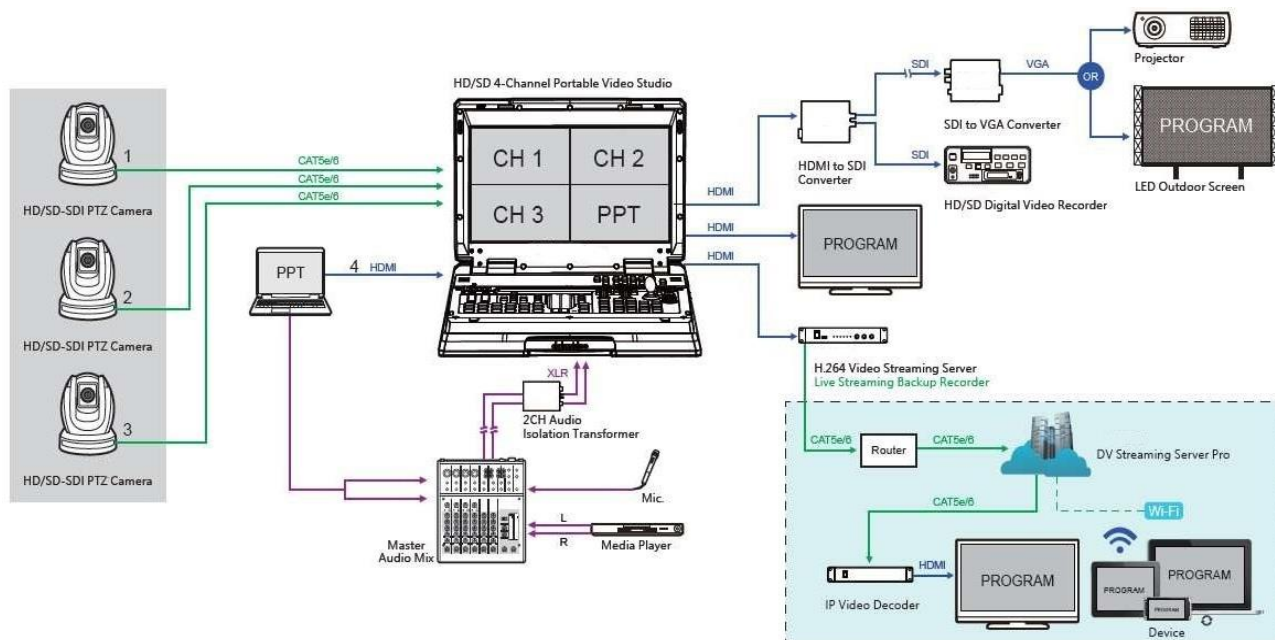 HD/SD 4-Channel Portable Video Studio
CH 1
CH 2
CH 3
PPT
1
HD/SD-SDI PTZ Camera
2
HD/SD-SDI PTZ Camera
3
HD/SD-SDI PTZ Camera
CAT5e/6
CAT5e/6
CAT5e/6
PPT
4 HDMI
XLR
2CH Audio
Isolation Transformer
Master
Audio Mix
Mic.
L
R
Media Player
HDMI
HDMI
HDMI
HDMI to SDI
Converter
SDI
SDI
SDI to VGA Converter
VGA
OR
Projector
PROGRAM
LED Outdoor Screen
HD/SD Digital Video Recorder
PROGRAM
H.264 Video Streaming Server
Live Streaming Backup Recorder
CAT5e/6
Router
CAT5e/6
DV Streaming Server Pro
CAT5e/6
Wi-Fi
IP Video Decoder
HDMI
PROGRAM
PROGRAM
PROGRAM
PROGRAM
Device